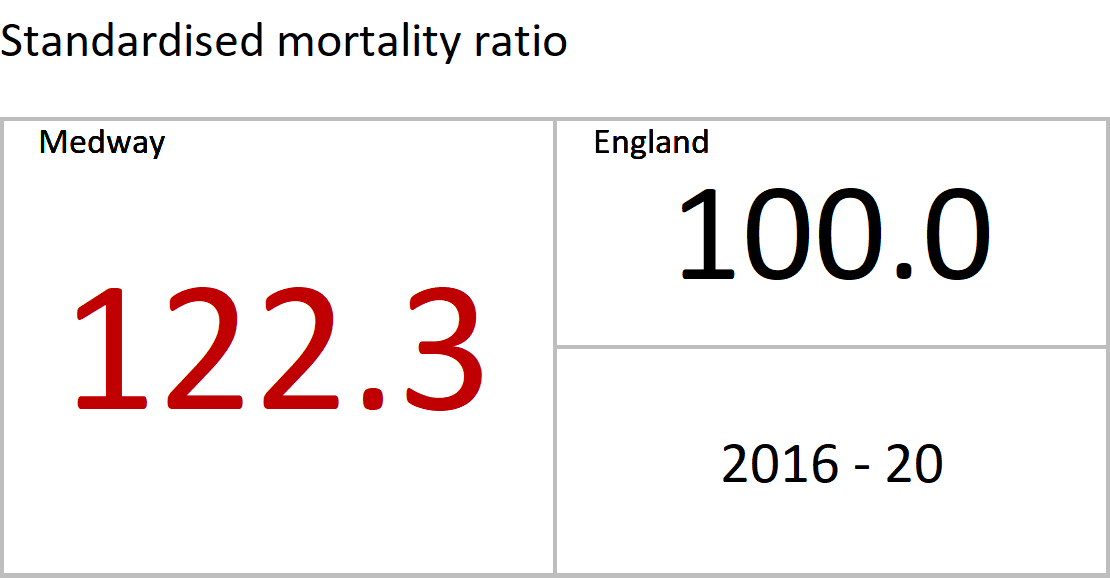 Standardised mortality ratio
Medway
122.3
England
100.0
2016 - 20